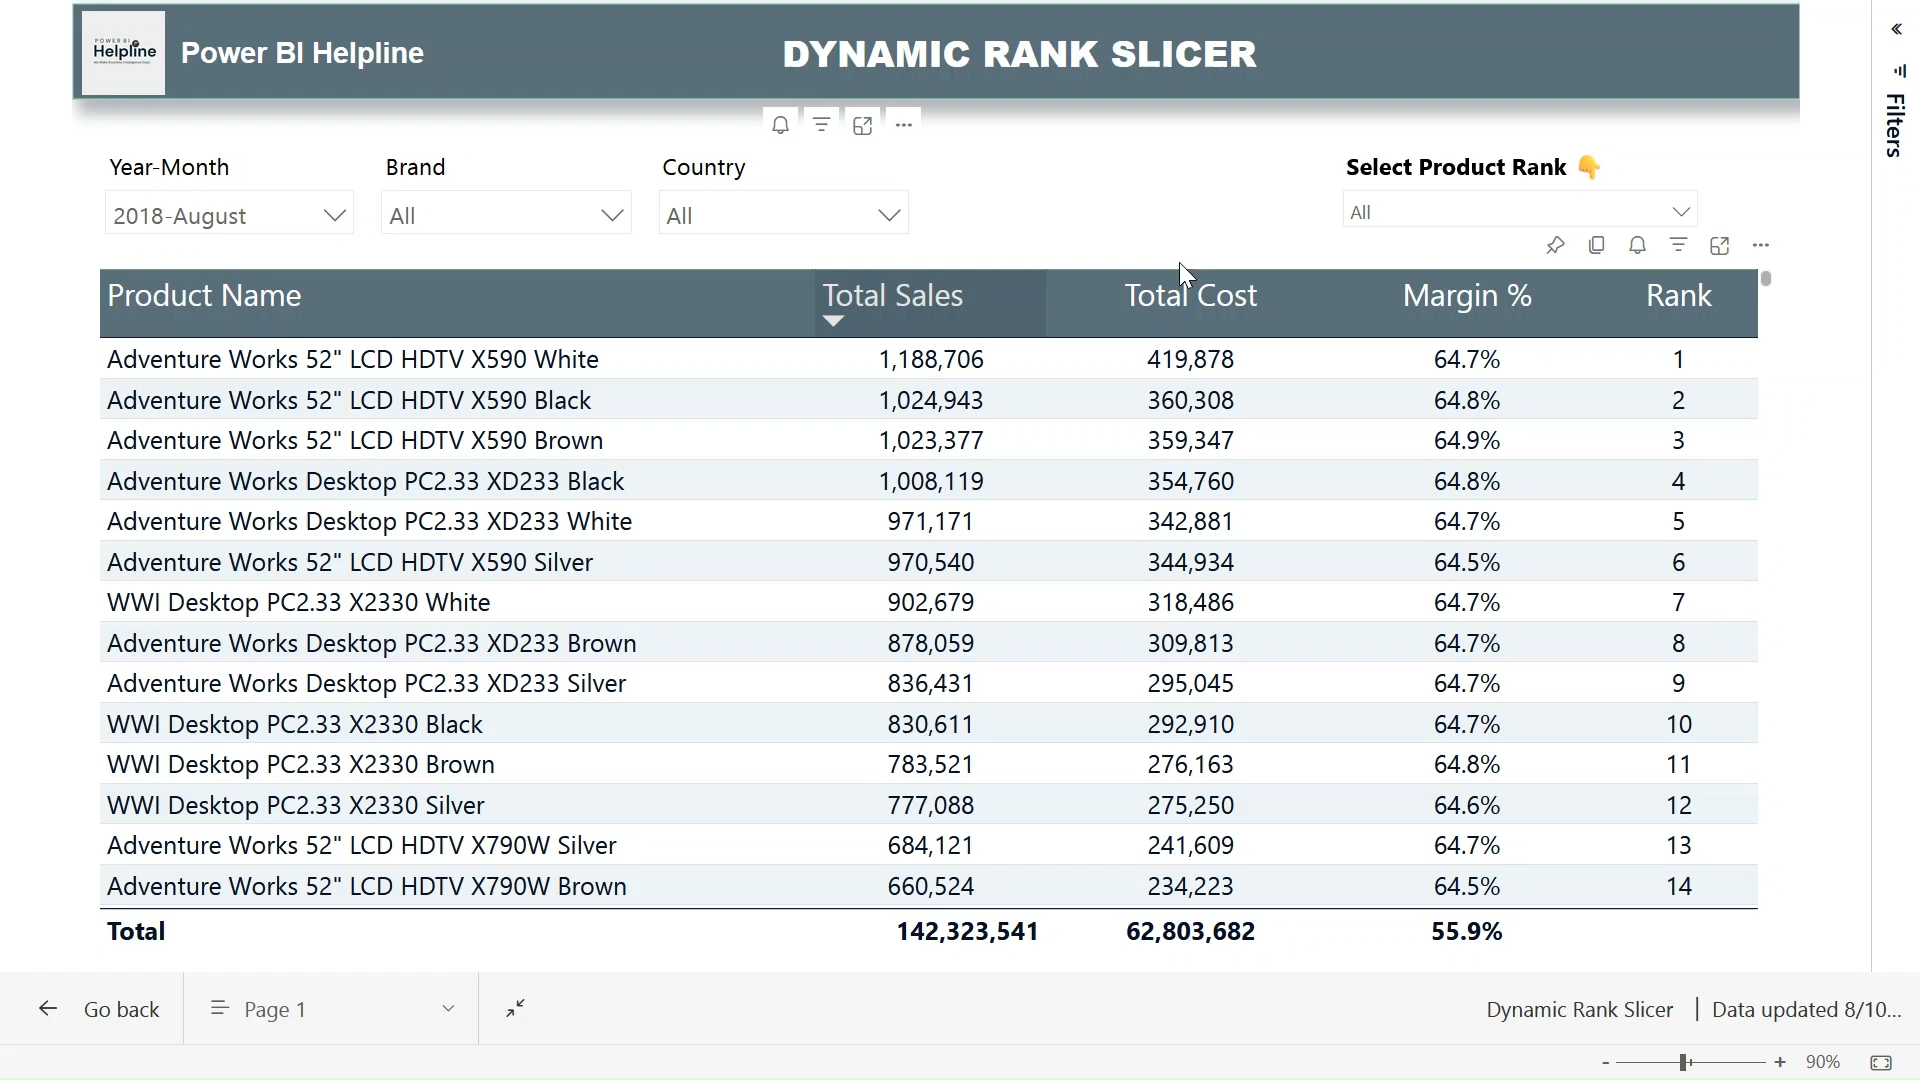 POWER BI
Helpline
Power BI Helpline
DYNAMIC RANK SLICER
Filters
Year-Month
Brand
Country
Select Product Rank 👇
2018-August
All
All
All
Product Name Total Sales Total Cost Margin % Rank
Adventure Works 52" LCD HDTV X590 White 1,188,706 419,878 64.7% 1
Adventure Works 52" LCD HDTV X590 Black 1,024,943 360,308 64.8% 2
Adventure Works 52" LCD HDTV X590 Brown 1,023,377 359,347 64.9% 3
Adventure Works Desktop PC2.33 XD233 Black 1,008,119 354,760 64.8% 4
Adventure Works Desktop PC2.33 XD233 White 971,171 342,881 64.7% 5
Adventure Works 52" LCD HDTV X590 Silver 970,540 344,934 64.5% 6
WWI Desktop PC2.33 X2330 White 902,679 318,486 64.7% 7
Adventure Works Desktop PC2.33 XD233 Brown 878,059 309,813 64.7% 8
Adventure Works Desktop PC2.33 XD233 Silver 836,431 295,045 64.7% 9
WWI Desktop PC2.33 X2330 Black 830,611 292,910 64.7% 10
WWI Desktop PC2.33 X2330 Brown 783,521 276,163 64.8% 11
WWI Desktop PC2.33 X2330 Silver 777,088 275,250 64.6% 12
Adventure Works 52" LCD HDTV X790W Silver 684,121 241,609 64.7% 13
Adventure Works 52" LCD HDTV X790W Brown 660,524 234,223 64.5% 14
Total 142,323,541 62,803,682 55.9%
Go back
Page 1
Dynamic Rank Slicer | Data updated 8/10...
- + 90%